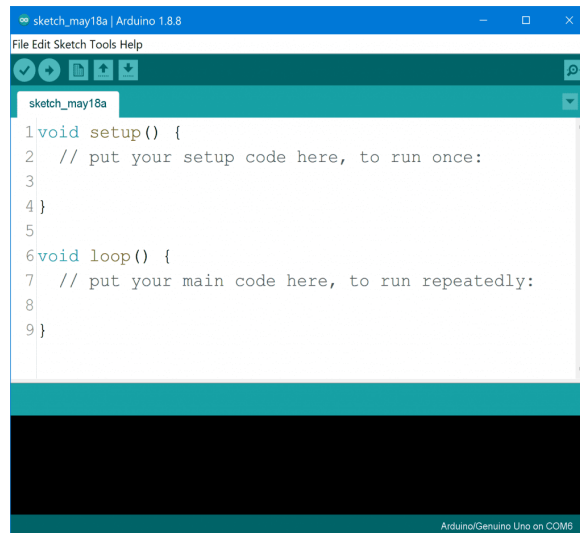 sketch_may18a | Arduino 1.8.8
File Edit Sketch Tools Help
sketch_may18a
1 void setup() {
2 // put your setup code here, to run once:
3
4 }
5
6 void loop() {
7 // put your main code here, to run repeatedly:
8
9 }
Arduino/Genuino Uno on COM6